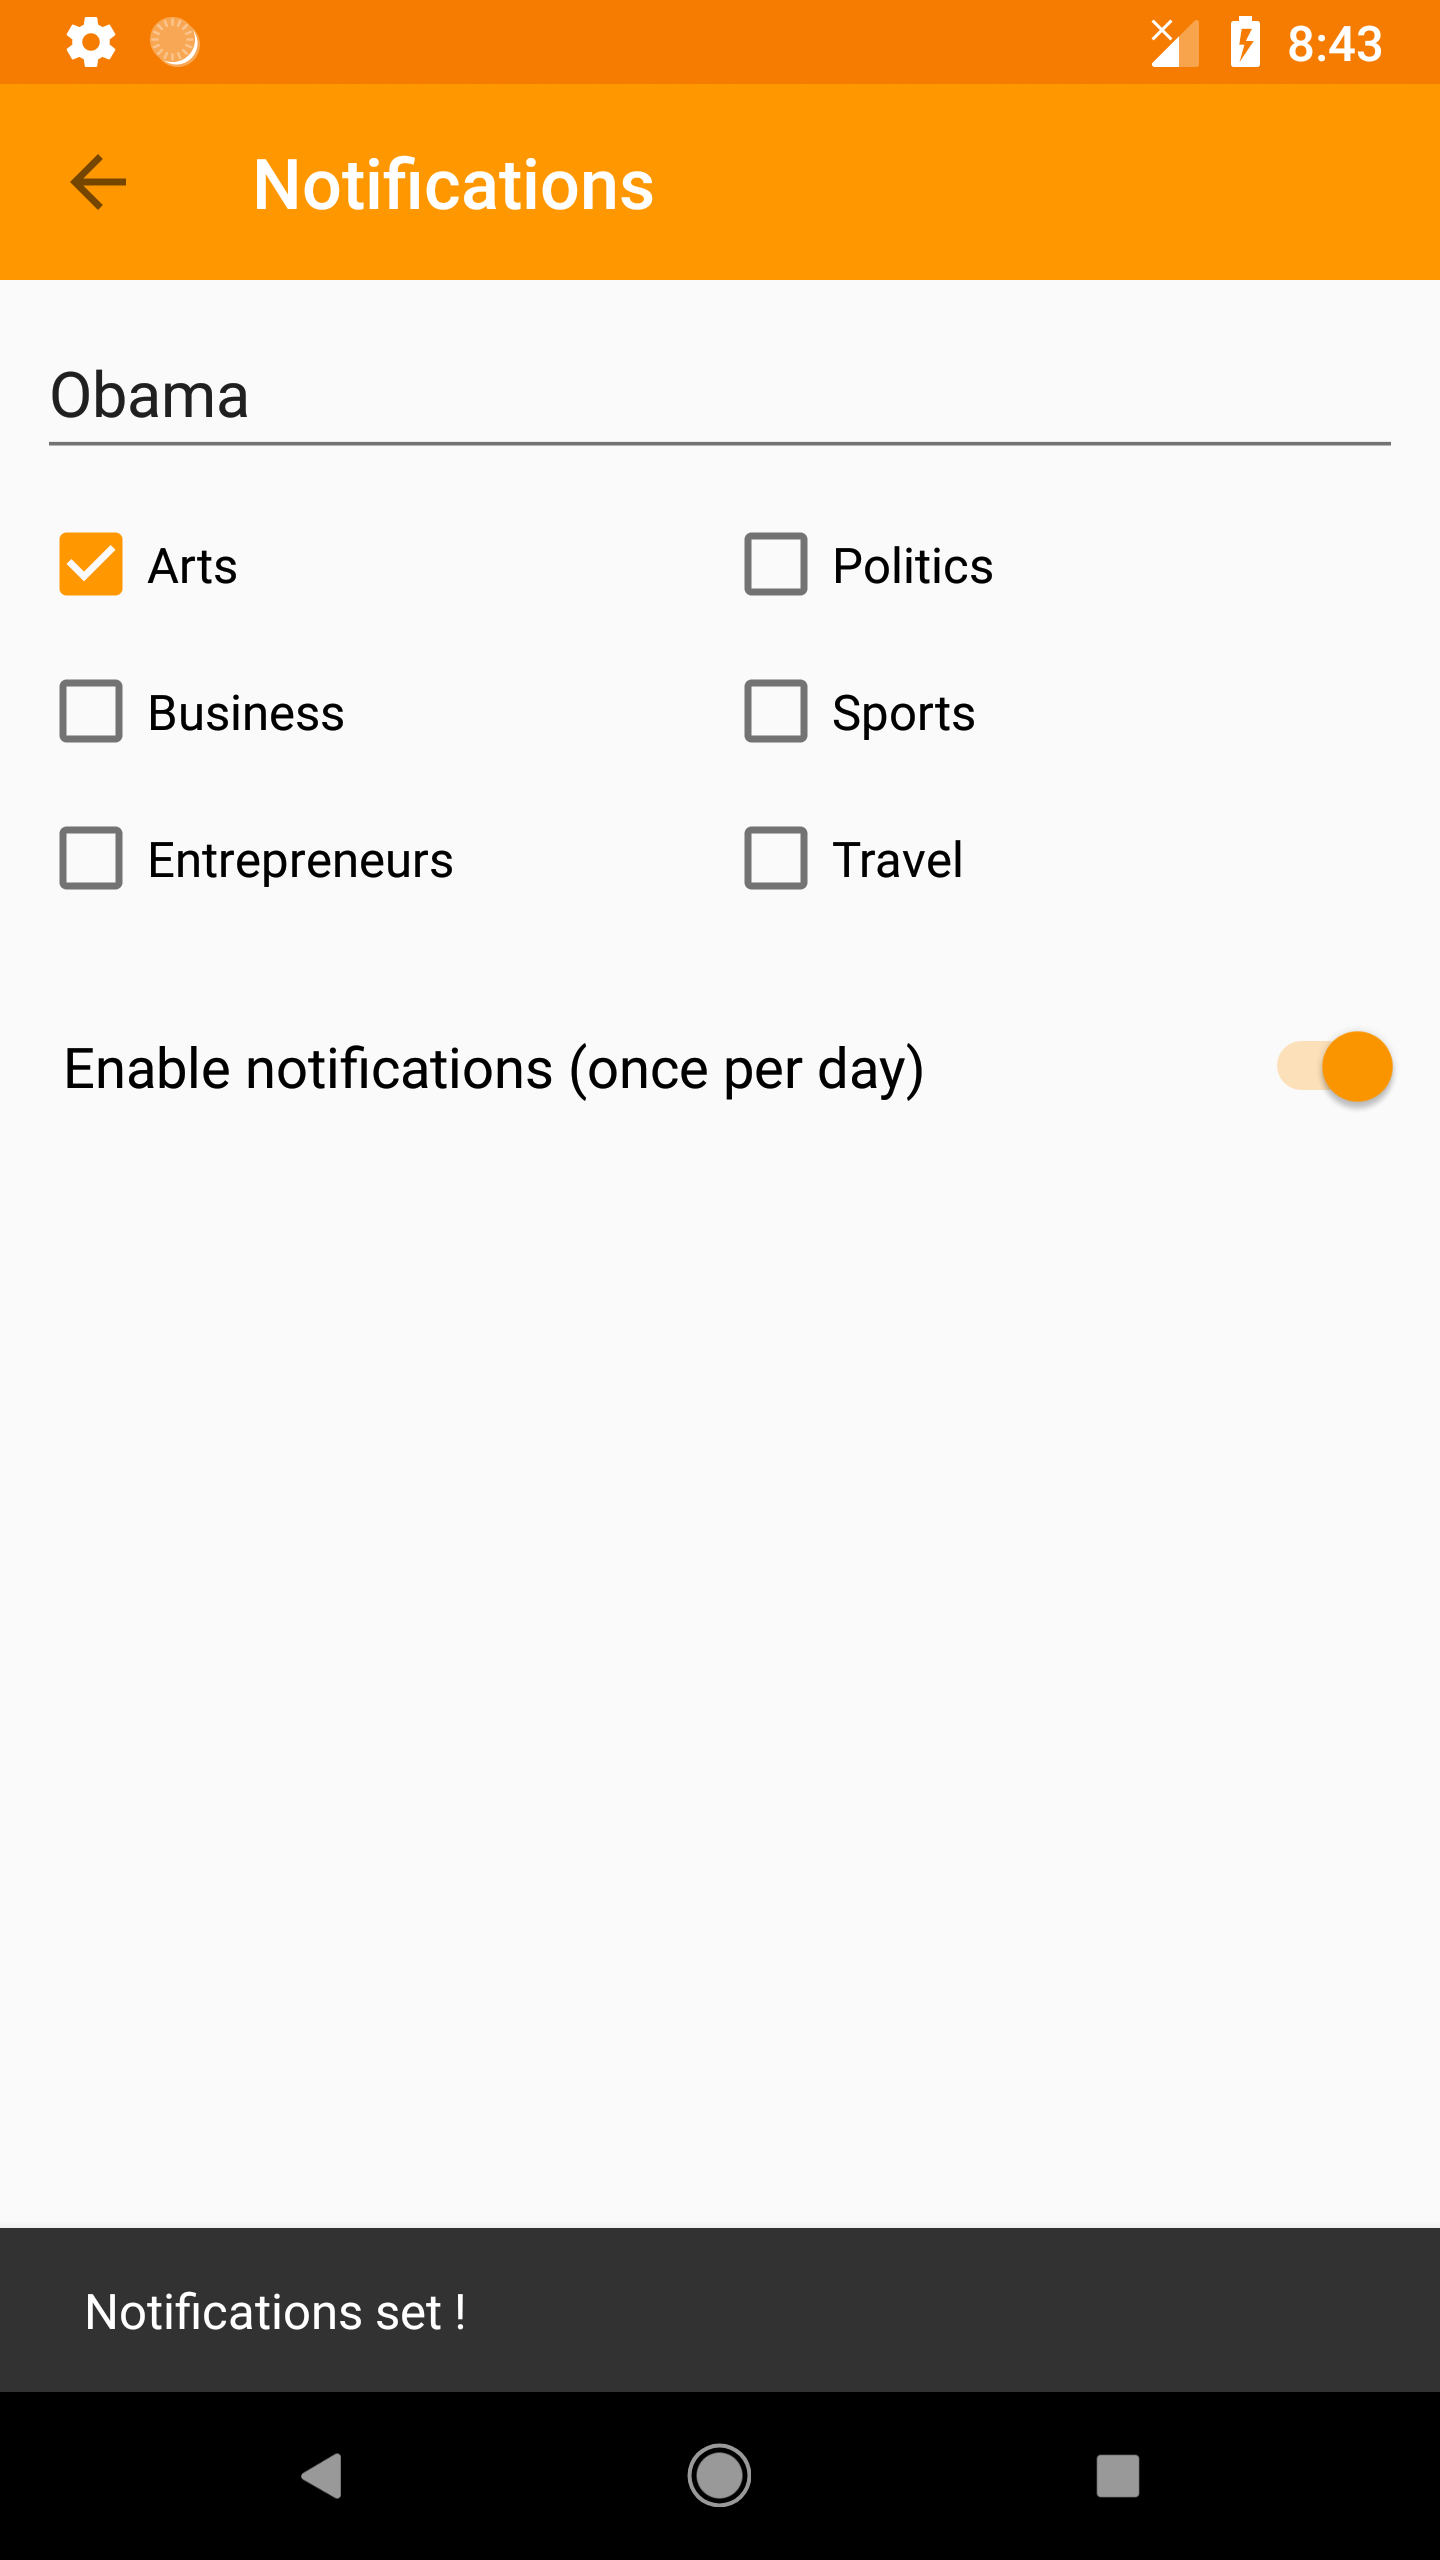 8:43
Notifications
Obama
Arts
Politics
Business
Sports
Entrepreneurs
Travel
Enable notifications (once per day)
Notifications set !